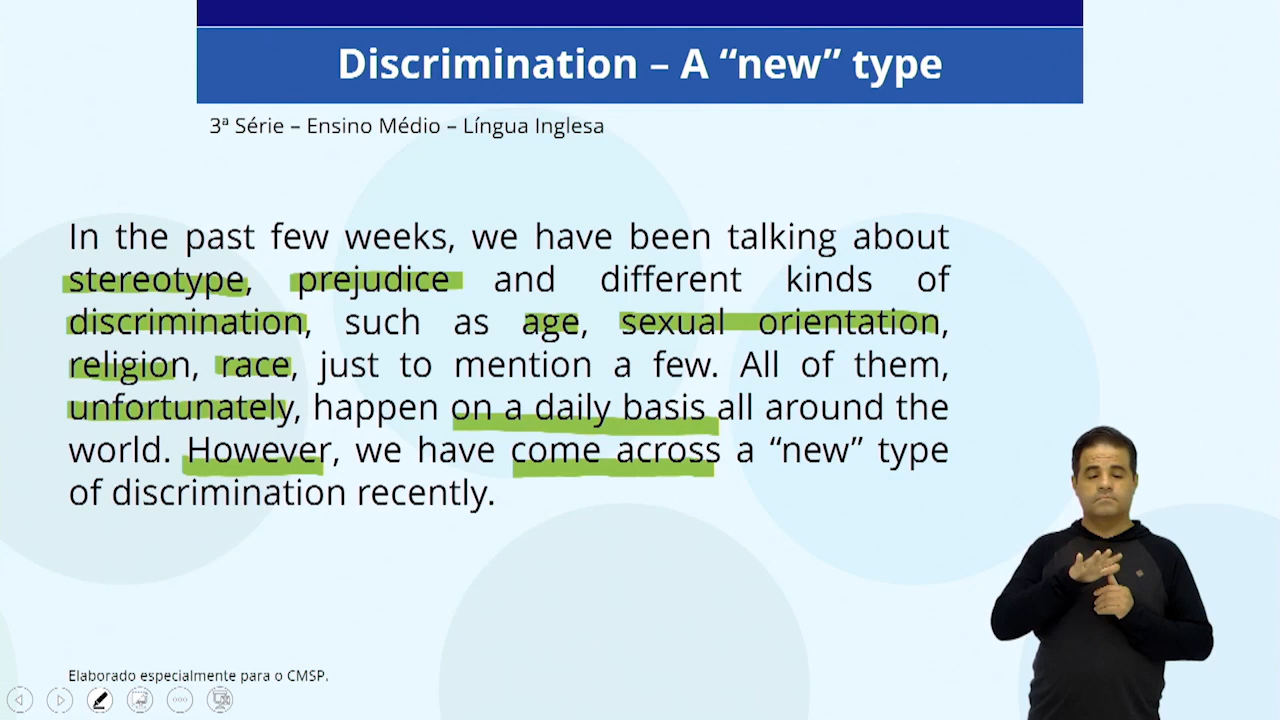 Discrimination – A “new” type
3ª Série – Ensino Médio – Língua Inglesa
In the past few weeks, we have been talking about
stereotype, prejudice and different kinds of
discrimination, such as age, sexual orientation,
religion, race, just to mention a few. All of them,
unfortunately, happen on a daily basis all around the
world. However, we have come across a “new” type
of discrimination recently.
Elaborado especialmente para o CMSP.